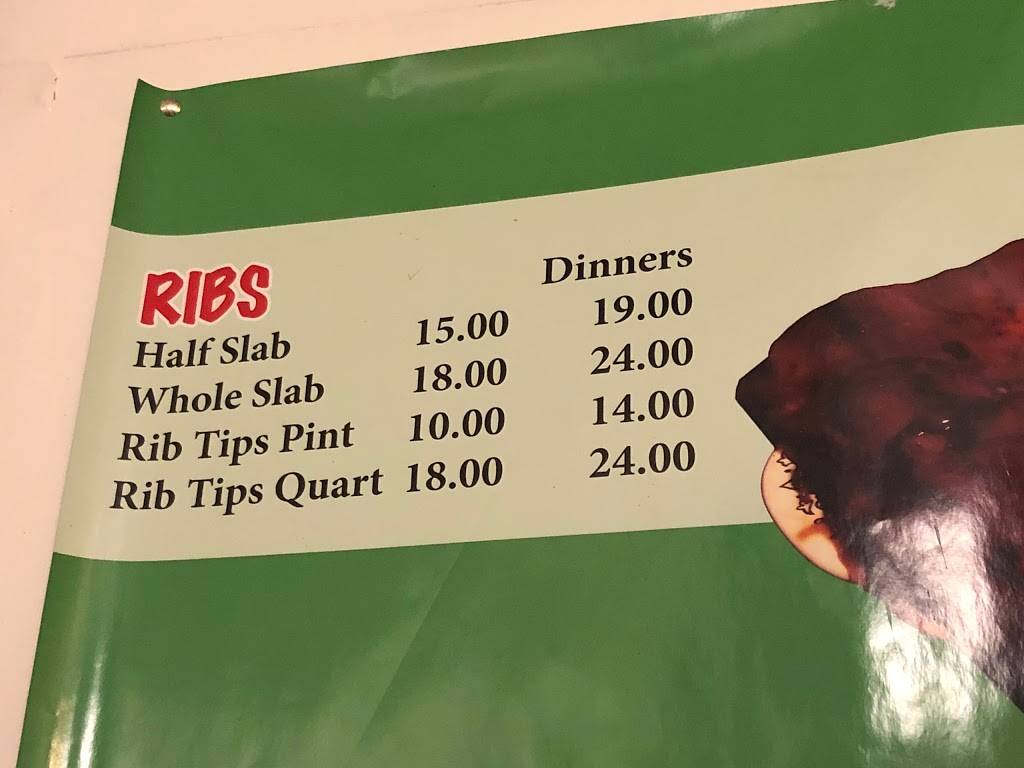 RIBS Dinners
Half Slab 15.00 19.00
Whole Slab 18.00 24.00
Rib Tips Pint 10.00 14.00
Rib Tips Quart 18.00 24.00